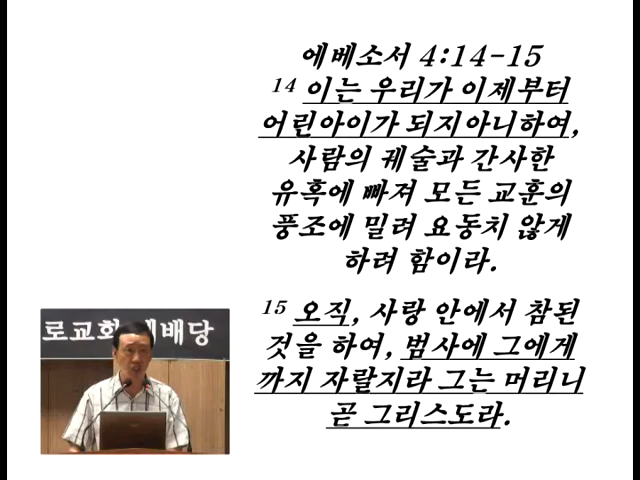 에베소서 4:14-15
14 이는 우리가 이제부터
어린아이가 되지아니하여,
사람의 궤술과 간사한
유혹에 빠져 모든 교훈의
풍조에 밀려 요동치 않게
하려 함이라.
15 오직, 사랑 안에서 참된
것을 하여, 범사에 그에게
까지 자랄지라 그는 머리니
곧 그리스도라.
로교회 예배당